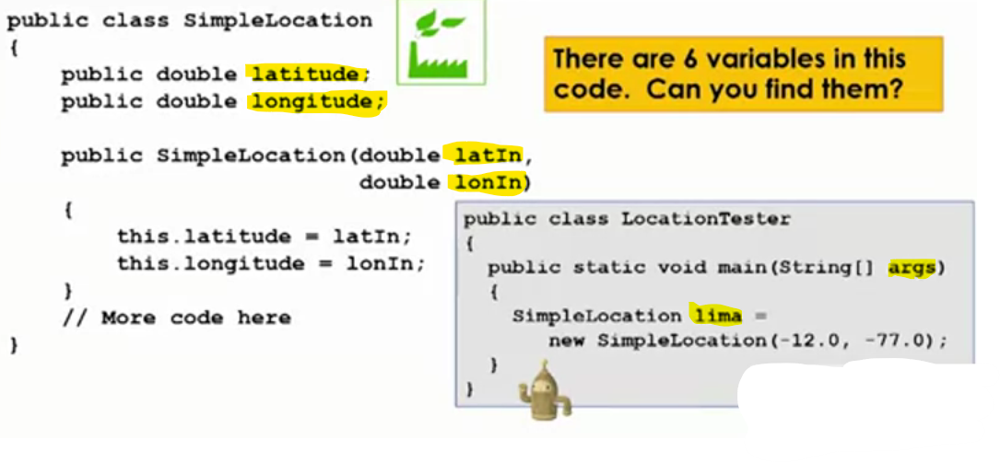 public class SimpleLocation
{
public double latitude;
public double longitude;
public SimpleLocation(double latIn,
double lonIn)
{
this.latitude = latIn;
this.longitude = lonIn;
}
// More code here
}
There are 6 variables in this
code. Can you find them?
public class LocationTester
{
public static void main(String[] args)
{
SimpleLocation lima =
new SimpleLocation(-12.0, -77.0);
}
}